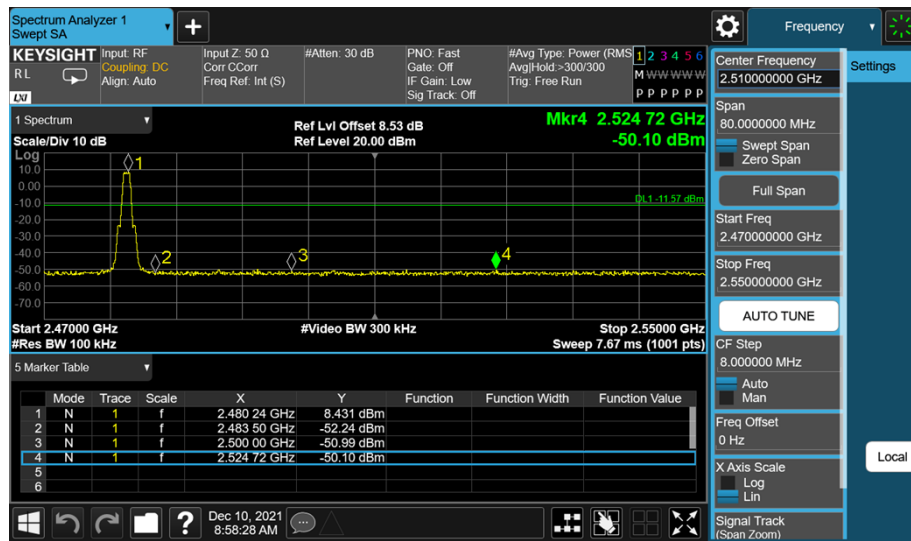 Spectrum Analyzer 1
Swept SA
+
Frequency
KEYSIGHT
R L
LXI
Input: RF
Coupling: DC
Align: Auto
Input Z: 50 Ω
Corr CCorr
Freq Ref: Int (S)
#Atten: 30 dB
PNO: Fast
Gate: Off
IF Gain: Low
Sig Track: Off
#Avg Type: Power (RMS
Avg|Hold:>300/300
Trig: Free Run
1 2 3 4 5 6
M W W W W W
P P P P P P
1 Spectrum
Scale/Div 10 dB
Ref Lvl Offset 8.53 dB
Ref Level 20.00 dBm
Mkr4 2.524 72 GHz
-50.10 dBm
Log
10.0
0.00
-10.0
-20.0
-30.0
-40.0
-50.0
-60.0
-70.0
1
2
3
4
DL1 -11.57 dBm
Start 2.47000 GHz
#Res BW 100 kHz
#Video BW 300 kHz
Stop 2.55000 GHz
Sweep 7.67 ms (1001 pts)
5 Marker Table
Mode Trace Scale X Y Function Function Width Function Value
1 N 1 f 2.480 24 GHz 8.431 dBm
2 N 1 f 2.483 50 GHz -52.24 dBm
3 N 1 f 2.500 00 GHz -50.99 dBm
4 N 1 f 2.524 72 GHz -50.10 dBm
5
6
?
Dec 10, 2021
8:58:28 AM
Center Frequency
2.510000000 GHz
Span
80.0000000 MHz
Swept Span
Zero Span
Full Span
Start Freq
2.470000000 GHz
Stop Freq
2.550000000 GHz
AUTO TUNE
CF Step
8.000000 MHz
Auto
Man
Freq Offset
0 Hz
X Axis Scale
Log
Lin
Signal Track
(Span Zoom)
Settings
Local